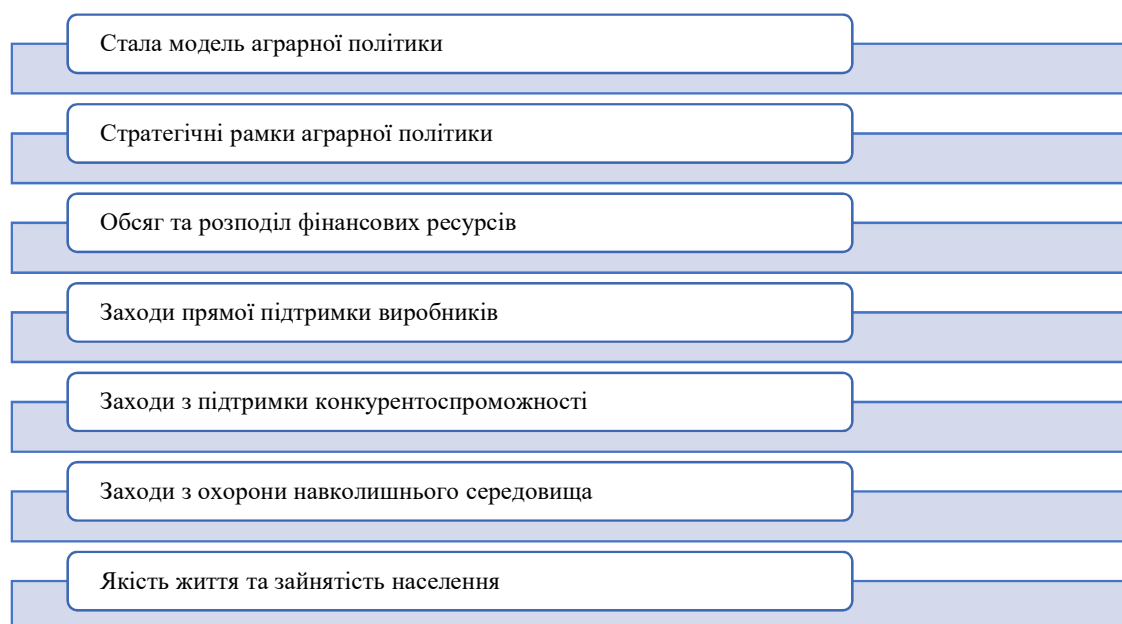 Стала модель аграрної політики
Стратегічні рамки аграрної політики
Обсяг та розподіл фінансових ресурсів
Заходи прямої підтримки виробників
Заходи з підтримки конкурентоспроможності
Заходи з охорони навколишнього середовища
Якість життя та зайнятість населення